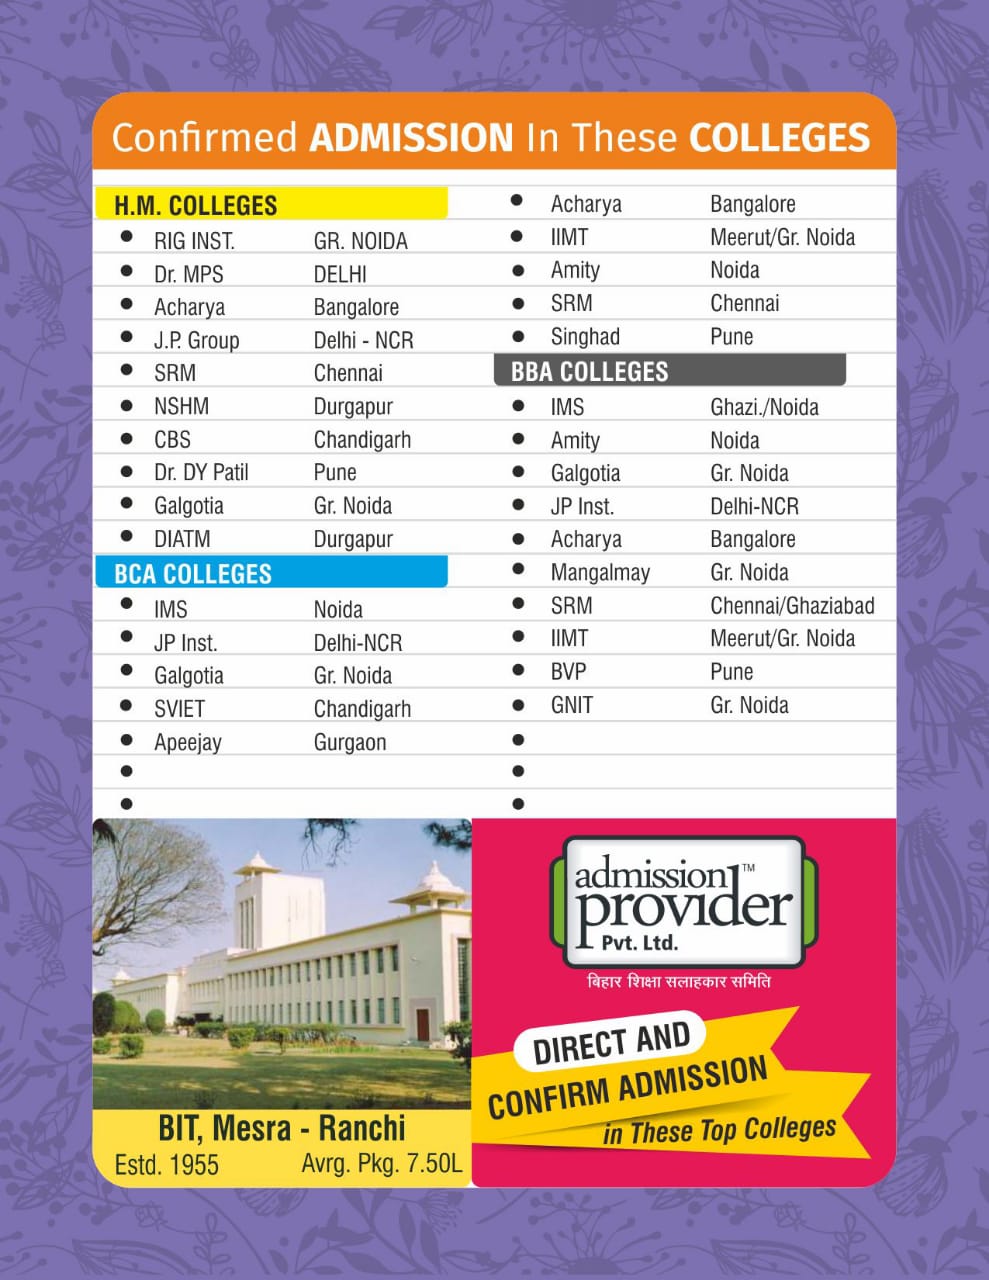 Confirmed ADMISSION In These COLLEGES
H.M. COLLEGES
RIG INST. GR. NOIDA
Dr. MPS DELHI
Acharya Bangalore
J.P. Group Delhi - NCR
SRM Chennai
NSHM Durgapur
CBS Chandigarh
Dr. DY Patil Pune
Galgotia Gr. Noida
DIATM Durgapur
BCA COLLEGES
IMS Noida
JP Inst. Delhi-NCR
Galgotia Gr. Noida
SVIET Chandigarh
Apeejay Gurgaon
Acharya Bangalore
IIMT Meerut/Gr. Noida
Amity Noida
SRM Chennai
Singhad Pune
BBA COLLEGES
IMS Ghazi./Noida
Amity Noida
Galgotia Gr. Noida
JP Inst. Delhi-NCR
Acharya Bangalore
Mangalmay Gr. Noida
SRM Chennai/Ghaziabad
IIMT Meerut/Gr. Noida
BVP Pune
GNIT Gr. Noida
BIT, Mesra - Ranchi
Estd. 1955 Avrg. Pkg. 7.50L
admission™
provider
Pvt. Ltd.
बिहार शिक्षा सलाहकार समिति
DIRECT AND
CONFIRM ADMISSION
in These Top Colleges